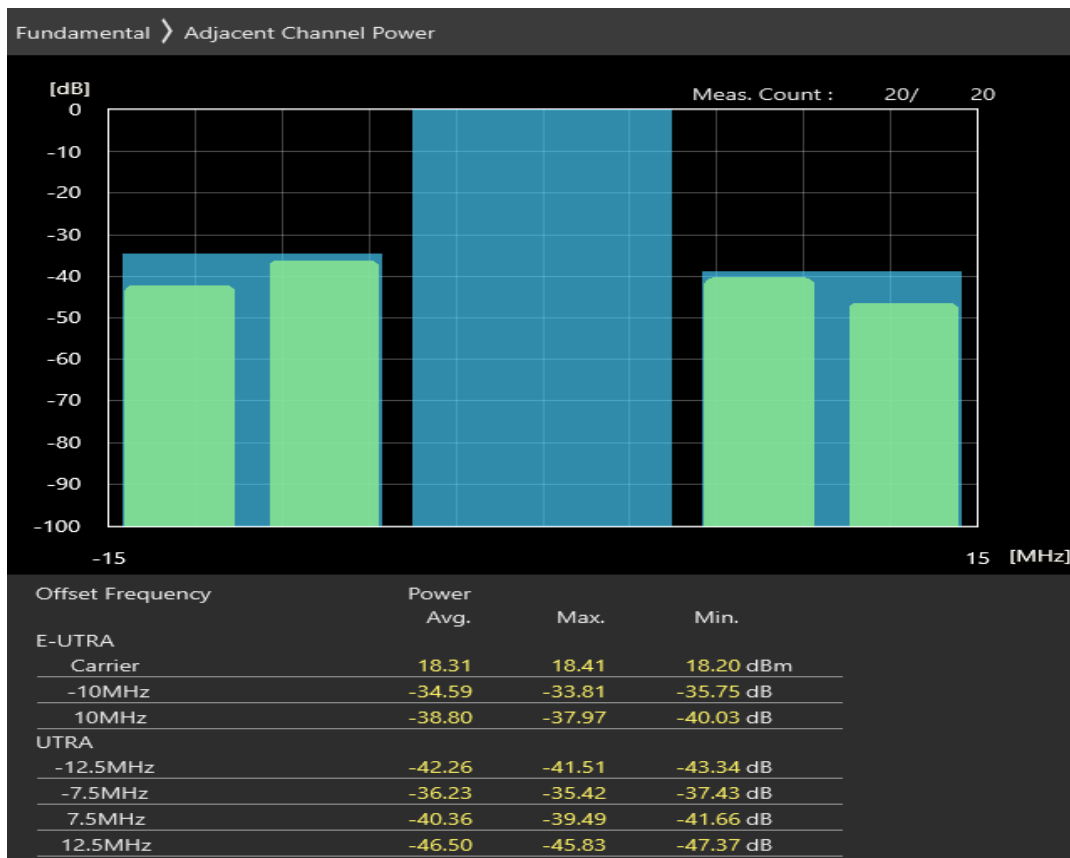 Fundamental 〉 Adjacent Channel Power
[dB]
Meas. Count : 20/ 20
0
-10
-20
-30
-40
-50
-60
-70
-80
-90
-100
-15 15 [MHz]
Offset Frequency Power
Avg. Max. Min.
E-UTRA
Carrier 18.31 18.41 18.20 dBm
-10MHz -34.59 -33.81 -35.75 dB
10MHz -38.80 -37.97 -40.03 dB
UTRA
-12.5MHz -42.26 -41.51 -43.34 dB
-7.5MHz -36.23 -35.42 -37.43 dB
7.5MHz -40.36 -39.49 -41.66 dB
12.5MHz -46.50 -45.83 -47.37 dB